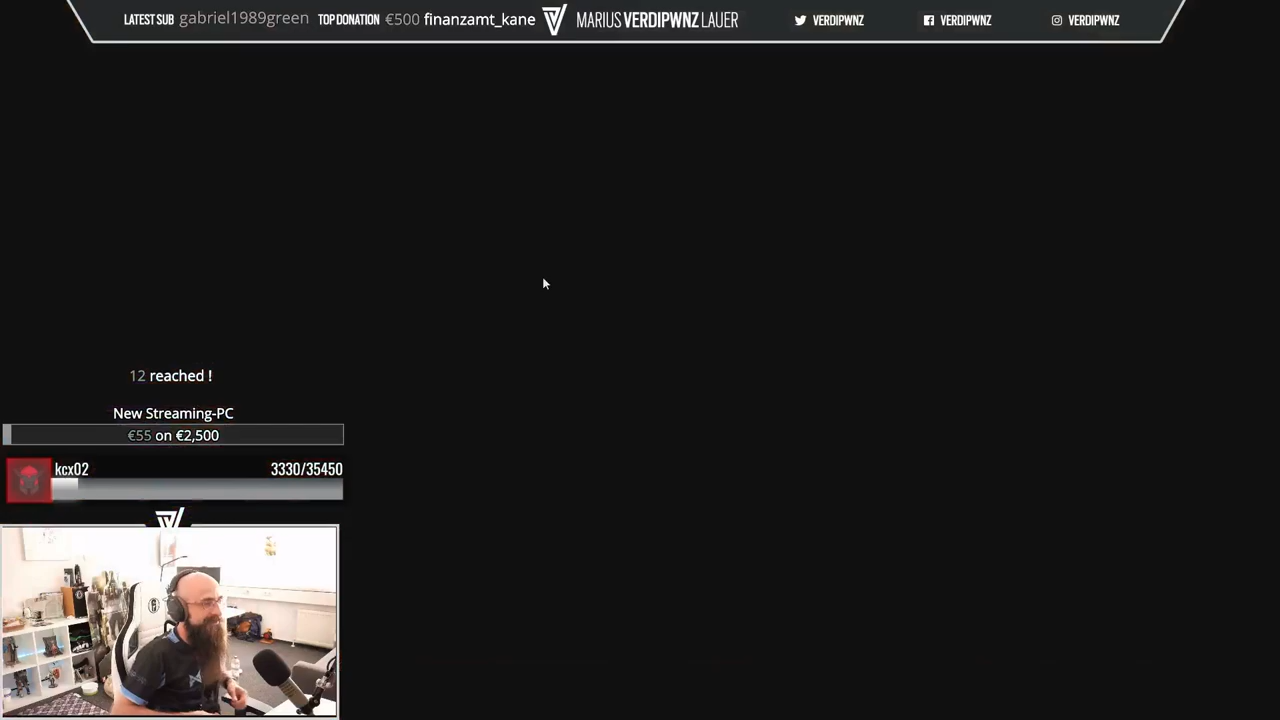 LATEST SUB gabriel1989green TOP DONATION €500 finanzamt_kane MARIUS VERDIPWNZ LAUER VERDIPWNZ VERDIPWNZ VERDIPWNZ
12 reached !
New Streaming-PC
€55 on €2,500
kcx02 3330/35450